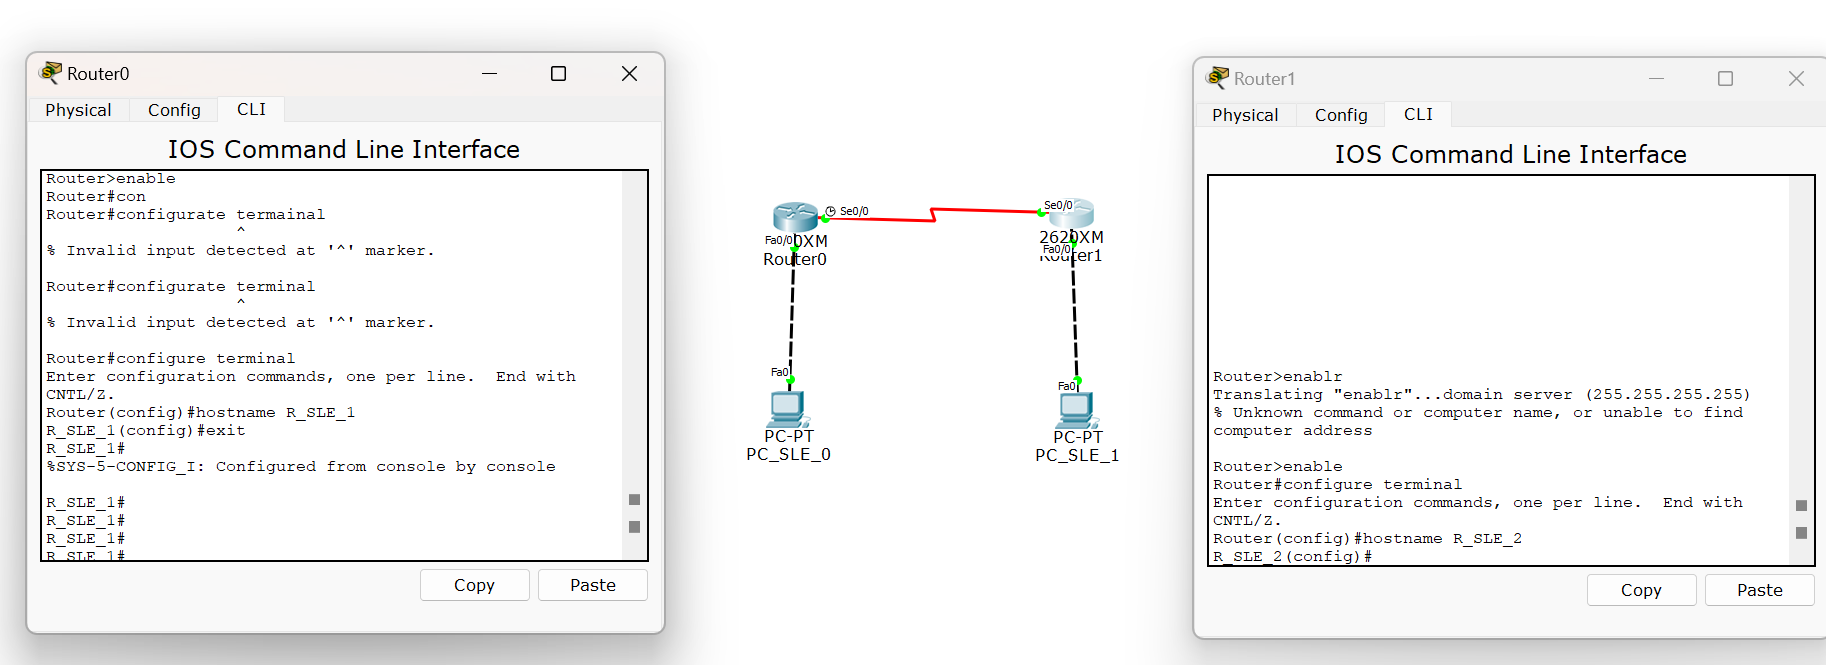 Router0
Physical Config CLI
IOS Command Line Interface
Router>enable
Router#con
Router#configurate termainal
^
% Invalid input detected at '^' marker.
Router#configurate terminal
^
% Invalid input detected at '^' marker.
Router#configure terminal
Enter configuration commands, one per line.  End with
CNTL/Z.
Router(config)#hostname R_SLE_1
R_SLE_1(config)#exit
R_SLE_1#
%SYS-5-CONFIG_I: Configured from console by console
R_SLE_1#
R_SLE_1#
R_SLE_1#
R_SLE_1#
Copy Paste
Se0/0
Se0/0
Fa0/0 0XM
Router0
2620XM
Fa0/0
Router1
Fa0
PC-PT
PC_SLE_0
Fa0
PC-PT
PC_SLE_1
Router1
Physical Config CLI
IOS Command Line Interface
Router>enablr
Translating "enablr"...domain server (255.255.255.255)
% Unknown command or computer name, or unable to find
computer address
Router>enable
Router#configure terminal
Enter configuration commands, one per line.  End with
CNTL/Z.
Router(config)#hostname R_SLE_2
R_SLE_2(config)#
Copy Paste